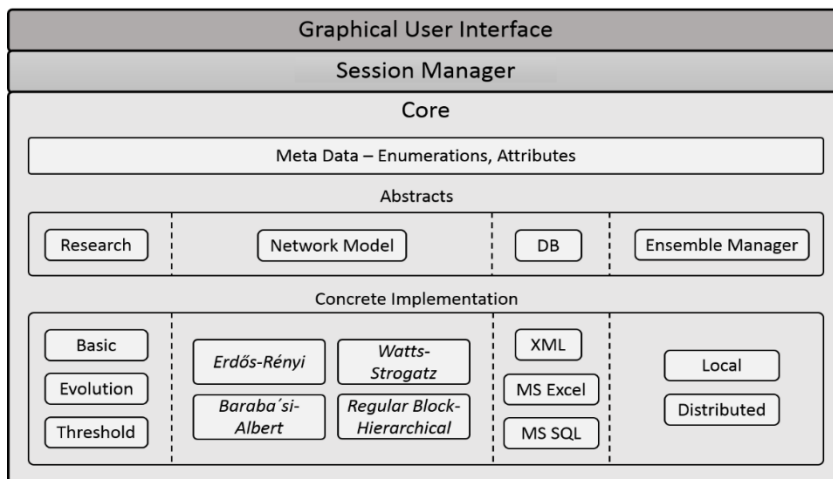 Graphical User Interface
Session Manager
Core
Meta Data – Enumerations, Attributes
Abstracts
Research
Network Model
DB
Ensemble Manager
Concrete Implementation
Basic
Evolution
Threshold
Erdős-Rényi
Watts-
Strogatz
Baraba´si-
Albert
Regular Block-
Hierarchical
XML
MS Excel
MS SQL
Local
Distributed